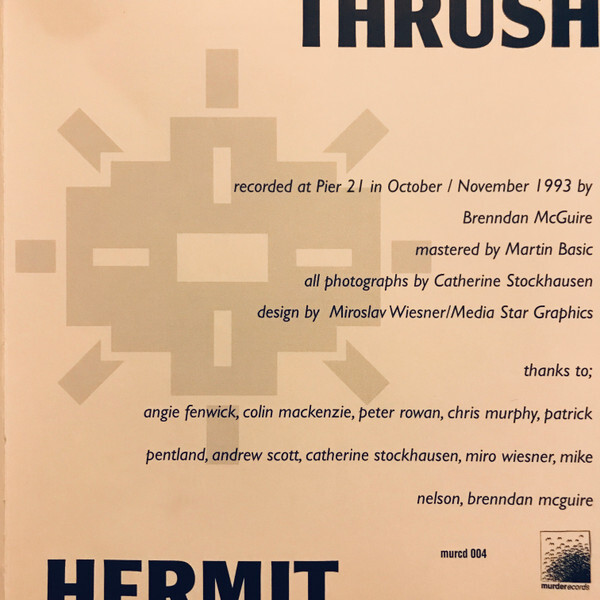 THRUSH
recorded at Pier 21 in October / November 1993 by
Brenndan McGuire
mastered by Martin Basic
all photographs by Catherine Stockhausen
design by Miroslav Wiesner/Media Star Graphics
thanks to;
angie fenwick, colin mackenzie, peter rowan, chris murphy, patrick
pentland, andrew scott, catherine stockhausen, miro wiesner, mike
nelson, brenndan mcguire
murcd 004
murderecords
HERMIT